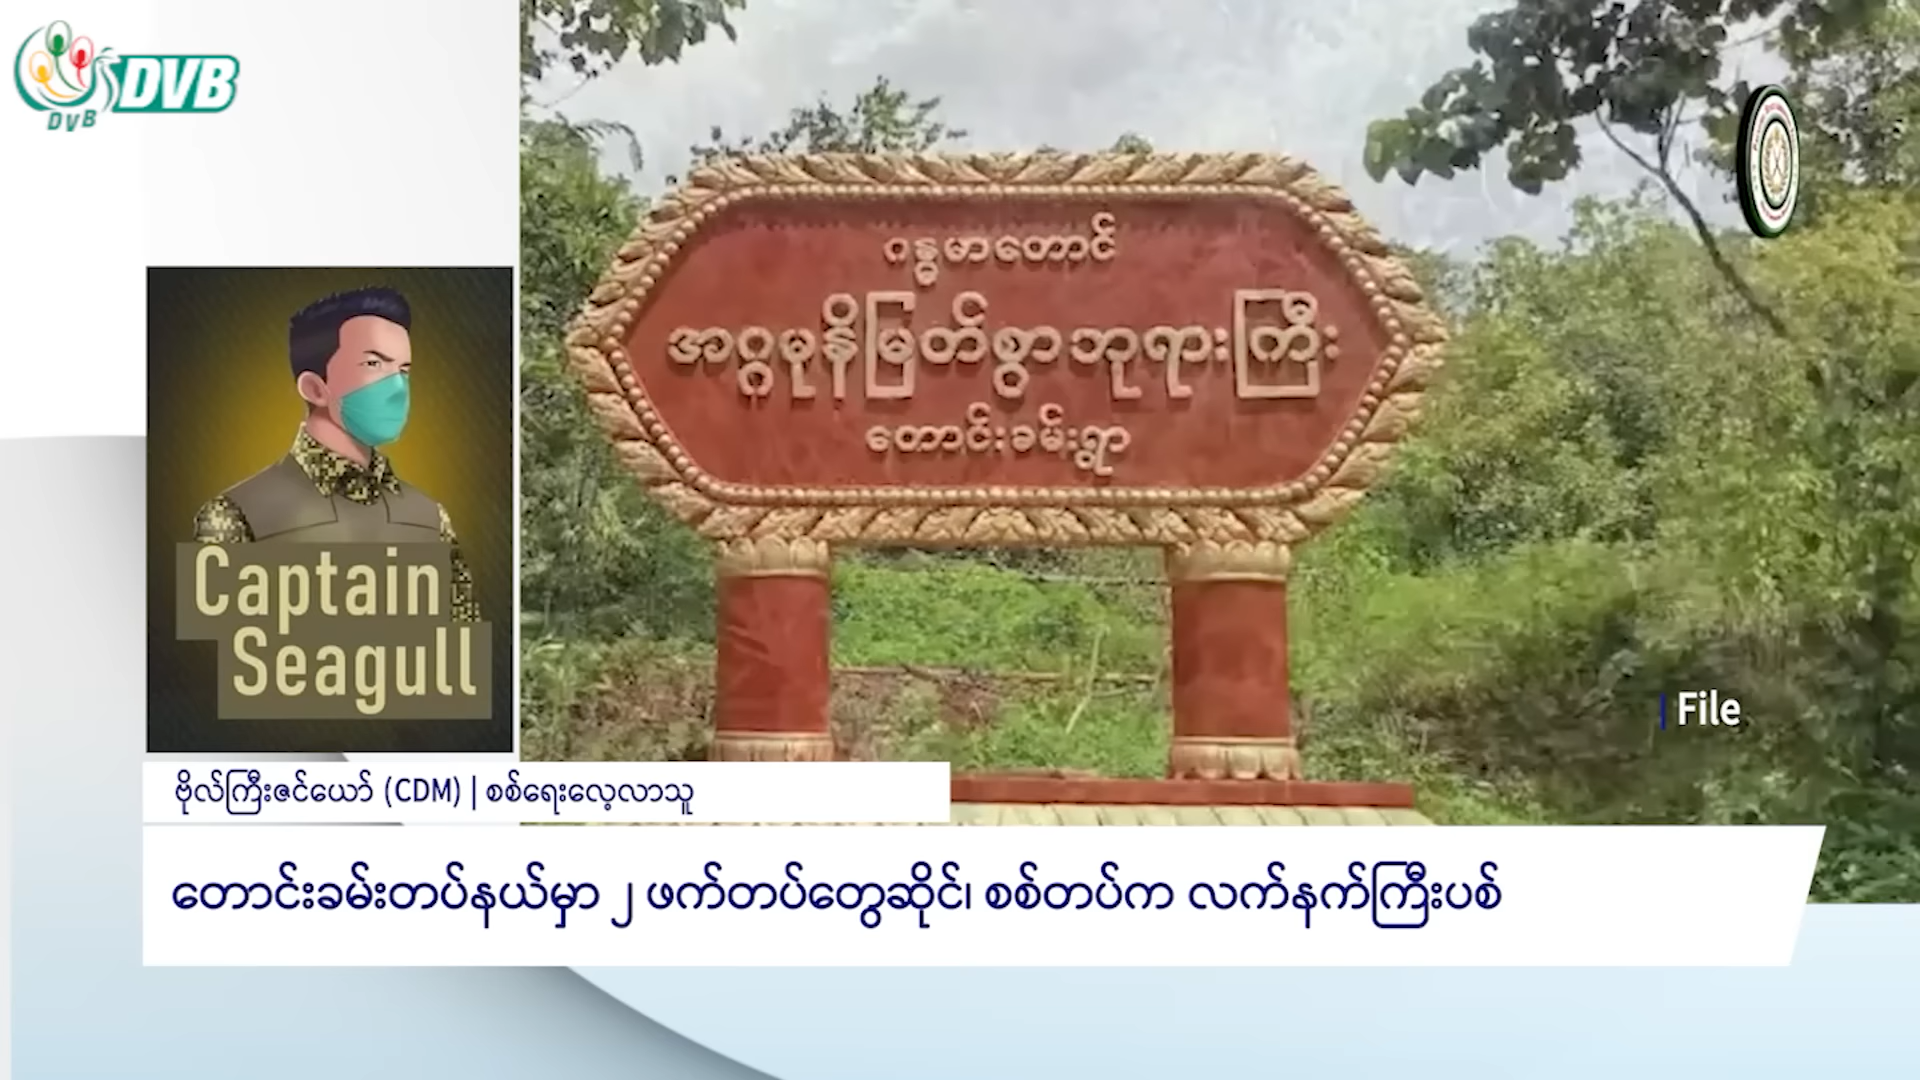 DVB
DVB
ဂန္ဓမာတောင်
အဂ္ဂမုနိမြတ်စွာဘုရားကြီး
တောင်းခမ်းရွာ
Captain
Seagull
File
ဗိုလ်ကြီးဇင်ယော် (CDM) | စစ်ရေးလေ့လာသူ
တောင်းခမ်းတပ်နယ်မှာ ၂ ဖက်တပ်တွေဆိုင်၊ စစ်တပ်က လက်နက်ကြီးပစ်